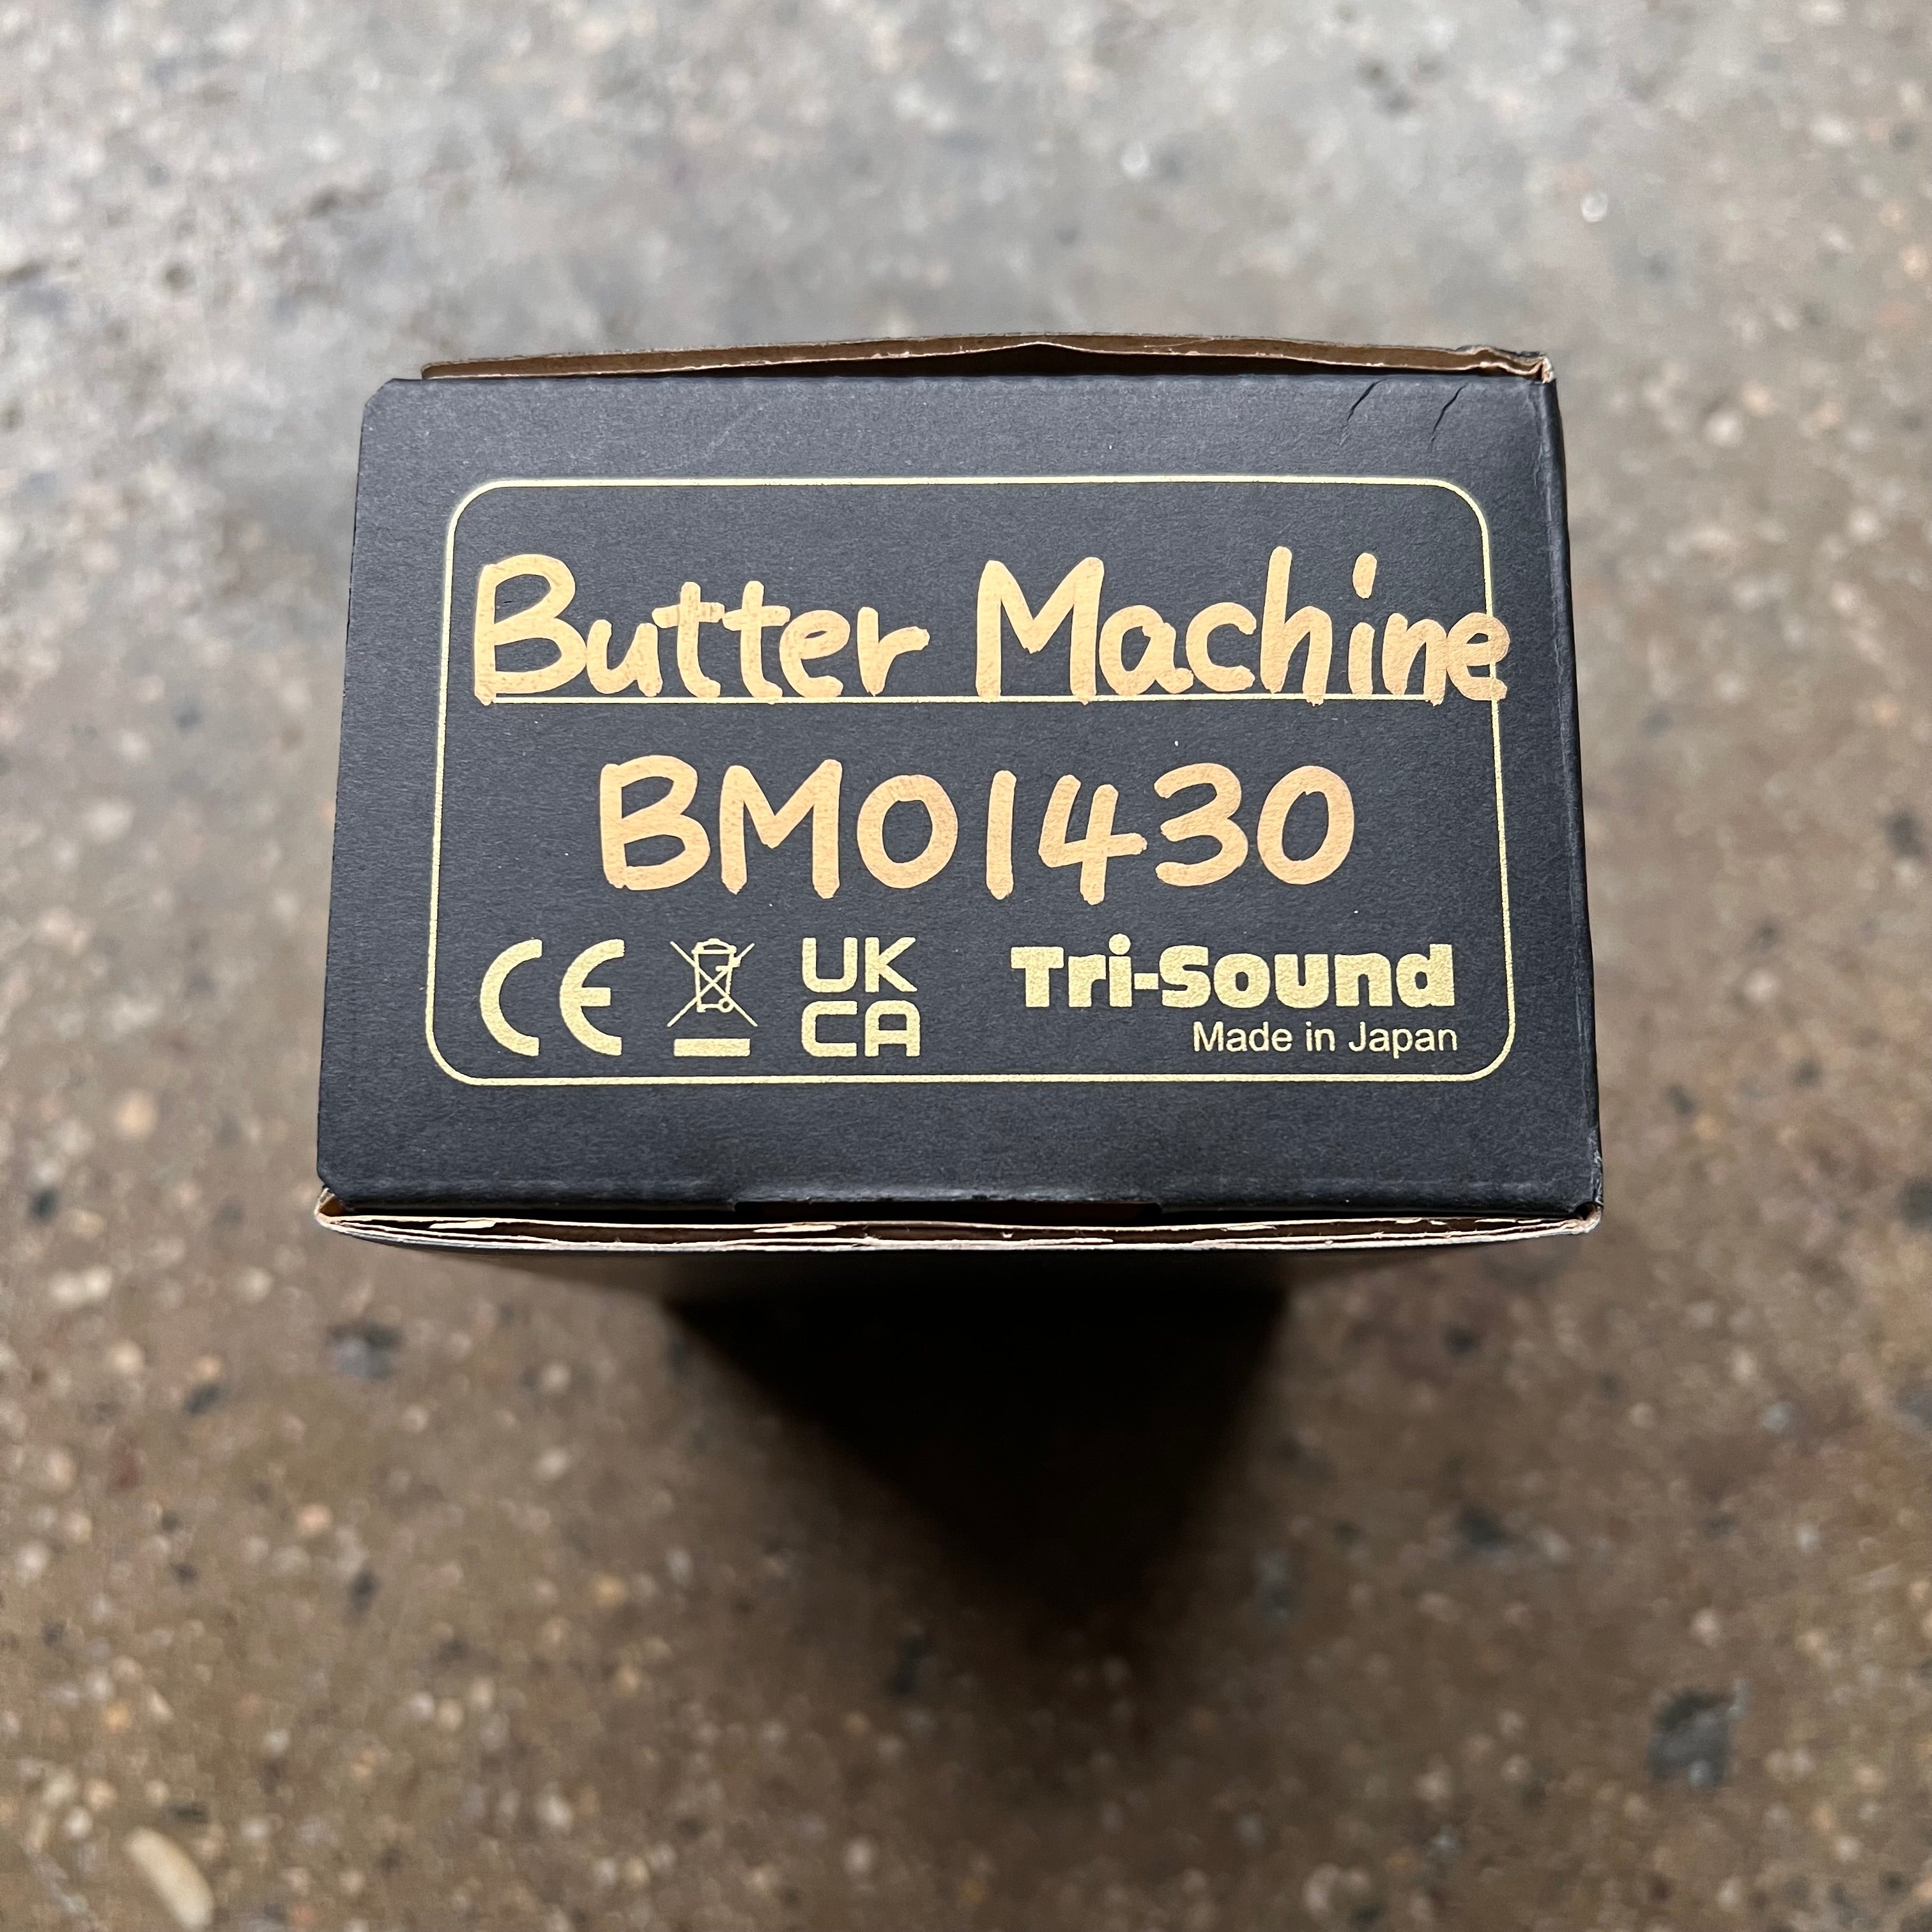 Butter Machine
BM01430
CE UK
CA
Tri-Sound
Made in Japan